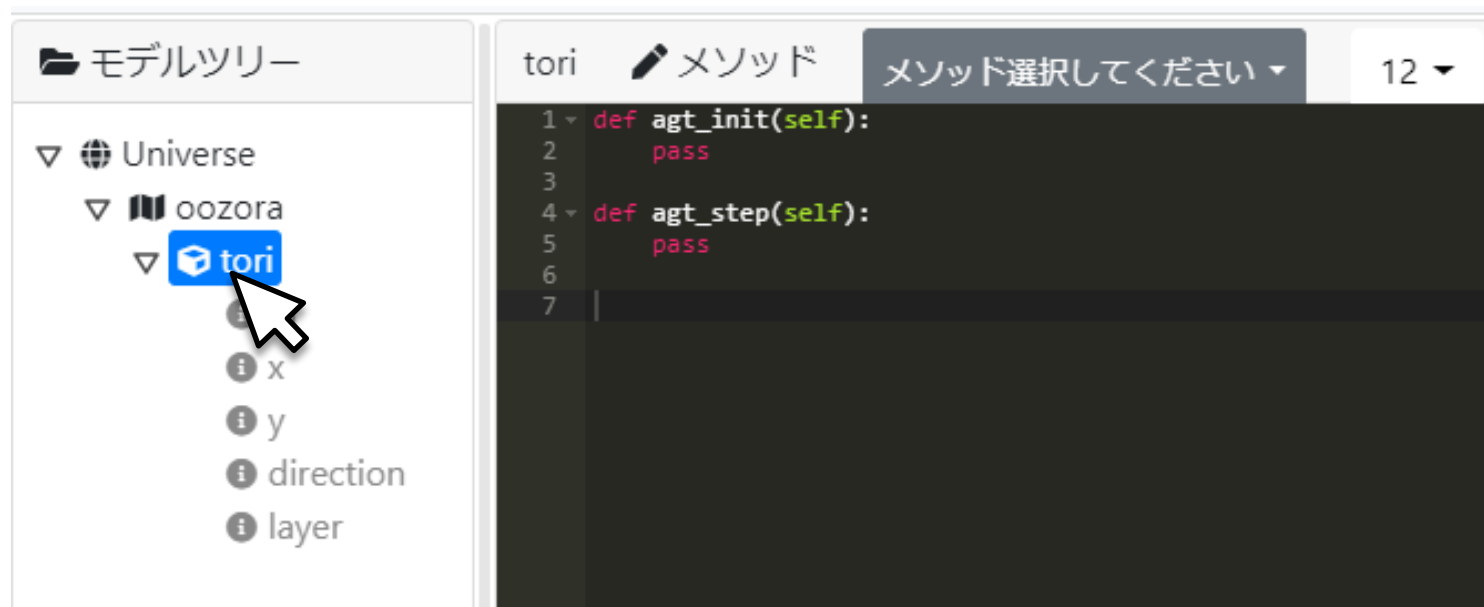 モデルツリー
Universe
oozora
tori
x
y
direction
layer
tori メソッド メソッド選択してください 12
1 def agt_init(self):
2 pass
3
4 def agt_step(self):
5 pass
6
7